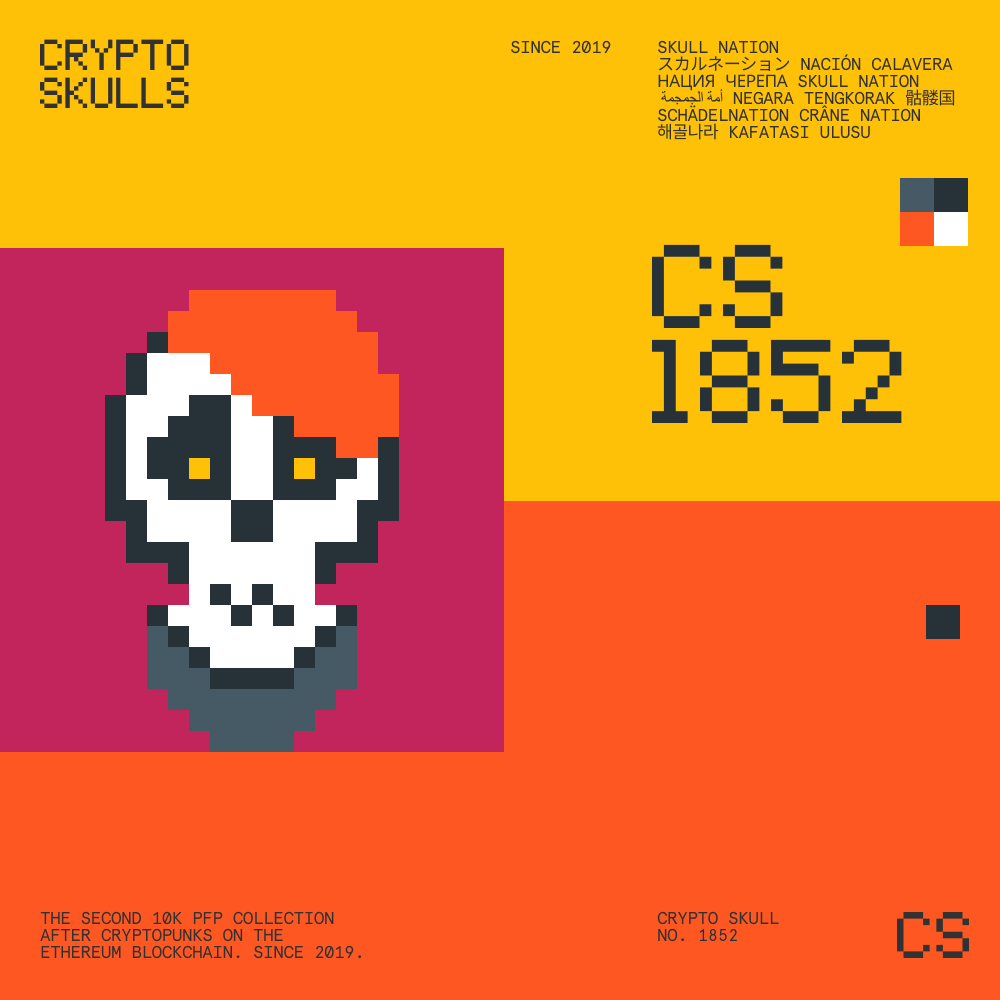 CRYPTO
SKULLS
SINCE 2019
SKULL NATION
スカルネーション NACIÓN CALAVERA
НАЦИЯ ЧЕРЕПА SKULL NATION
أمة الجمجمة NEGARA TENGKORAK 骷髅国
SCHÄDELNATION CRÂNE NATION
해골나라 KAFATASI ULUSU
CS
1852
THE SECOND 10K PFP COLLECTION
AFTER CRYPTOPUNKS ON THE
ETHEREUM BLOCKCHAIN. SINCE 2019.
CRYPTO SKULL
NO. 1852
CS